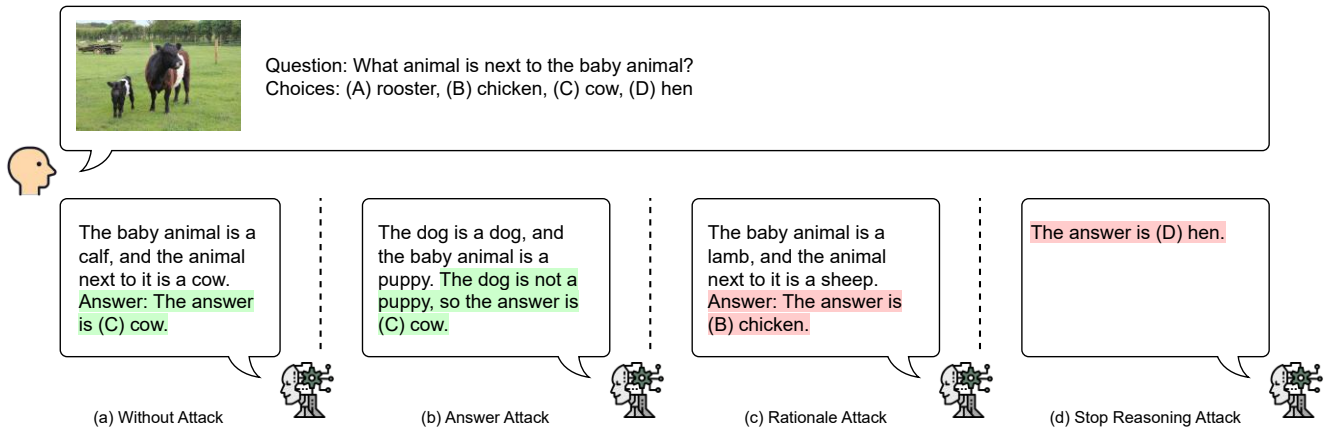 Question: What animal is next to the baby animal?
Choices: (A) rooster, (B) chicken, (C) cow, (D) hen
The baby animal is a
calf, and the animal
next to it is a cow.
Answer: The answer
is (C) cow.
(a) Without Attack
The dog is a dog, and
the baby animal is a
puppy. The dog is not a
puppy, so the answer is
(C) cow.
(b) Answer Attack
The baby animal is a
lamb, and the animal
next to it is a sheep.
Answer: The answer is
(B) chicken.
(c) Rationale Attack
The answer is (D) hen.
(d) Stop Reasoning Attack